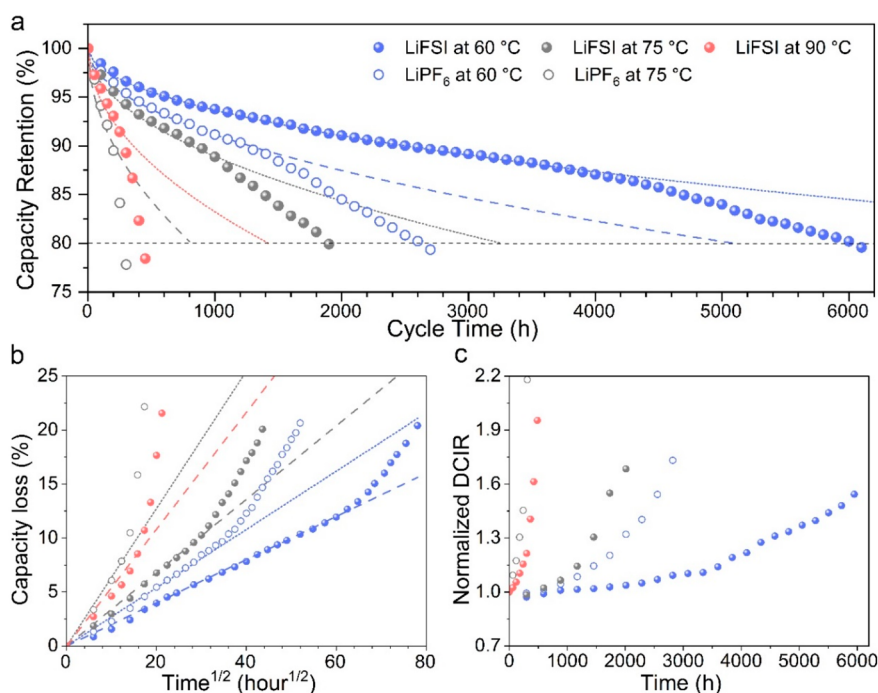 a
100
95
90
85
80
75
Capacity Retention (%)
LiFSI at 60 °C
LiFSI at 75 °C
LiFSI at 90 °C
LiPF6 at 60 °C
LiPF6 at 75 °C
0
1000
2000
3000
4000
5000
6000
Cycle Time (h)
b
25
20
15
10
5
0
Capacity loss (%)
0
20
40
60
80
Time1/2 (hour1/2)
c
2.2
1.9
1.6
1.3
1.0
0.7
Normalized DCIR
0
1000
2000
3000
4000
5000
6000
Time (h)